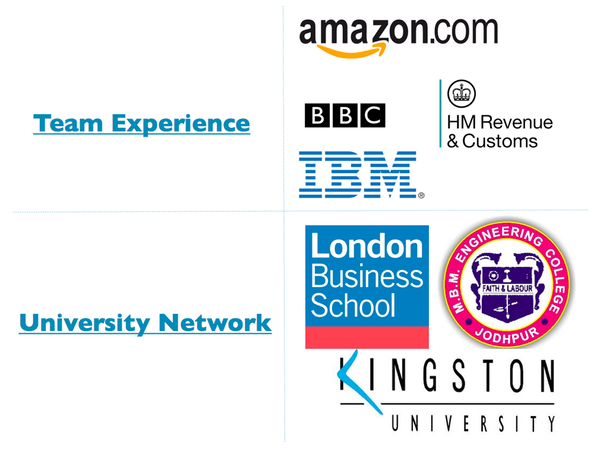 Team Experience
amazon.com
BBC
HM Revenue
& Customs
IBM®
University Network
London
Business
School
M.B.M. ENGINEERING COLLEGE
FAITH & LABOUR
JODHPUR
KINGSTON
UNIVERSITY